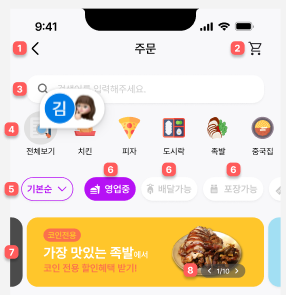 9:41
1 주문 2
3 입력해주세요.
김
4
전체보기 치킨 피자 도시락 족발 중국집
6 6 6
5 기본순 영업중 배달가능 포장가능
코인전용
가장 맛있는 족발에서
코인 전용 할인혜택 받기!
7
8 1/10